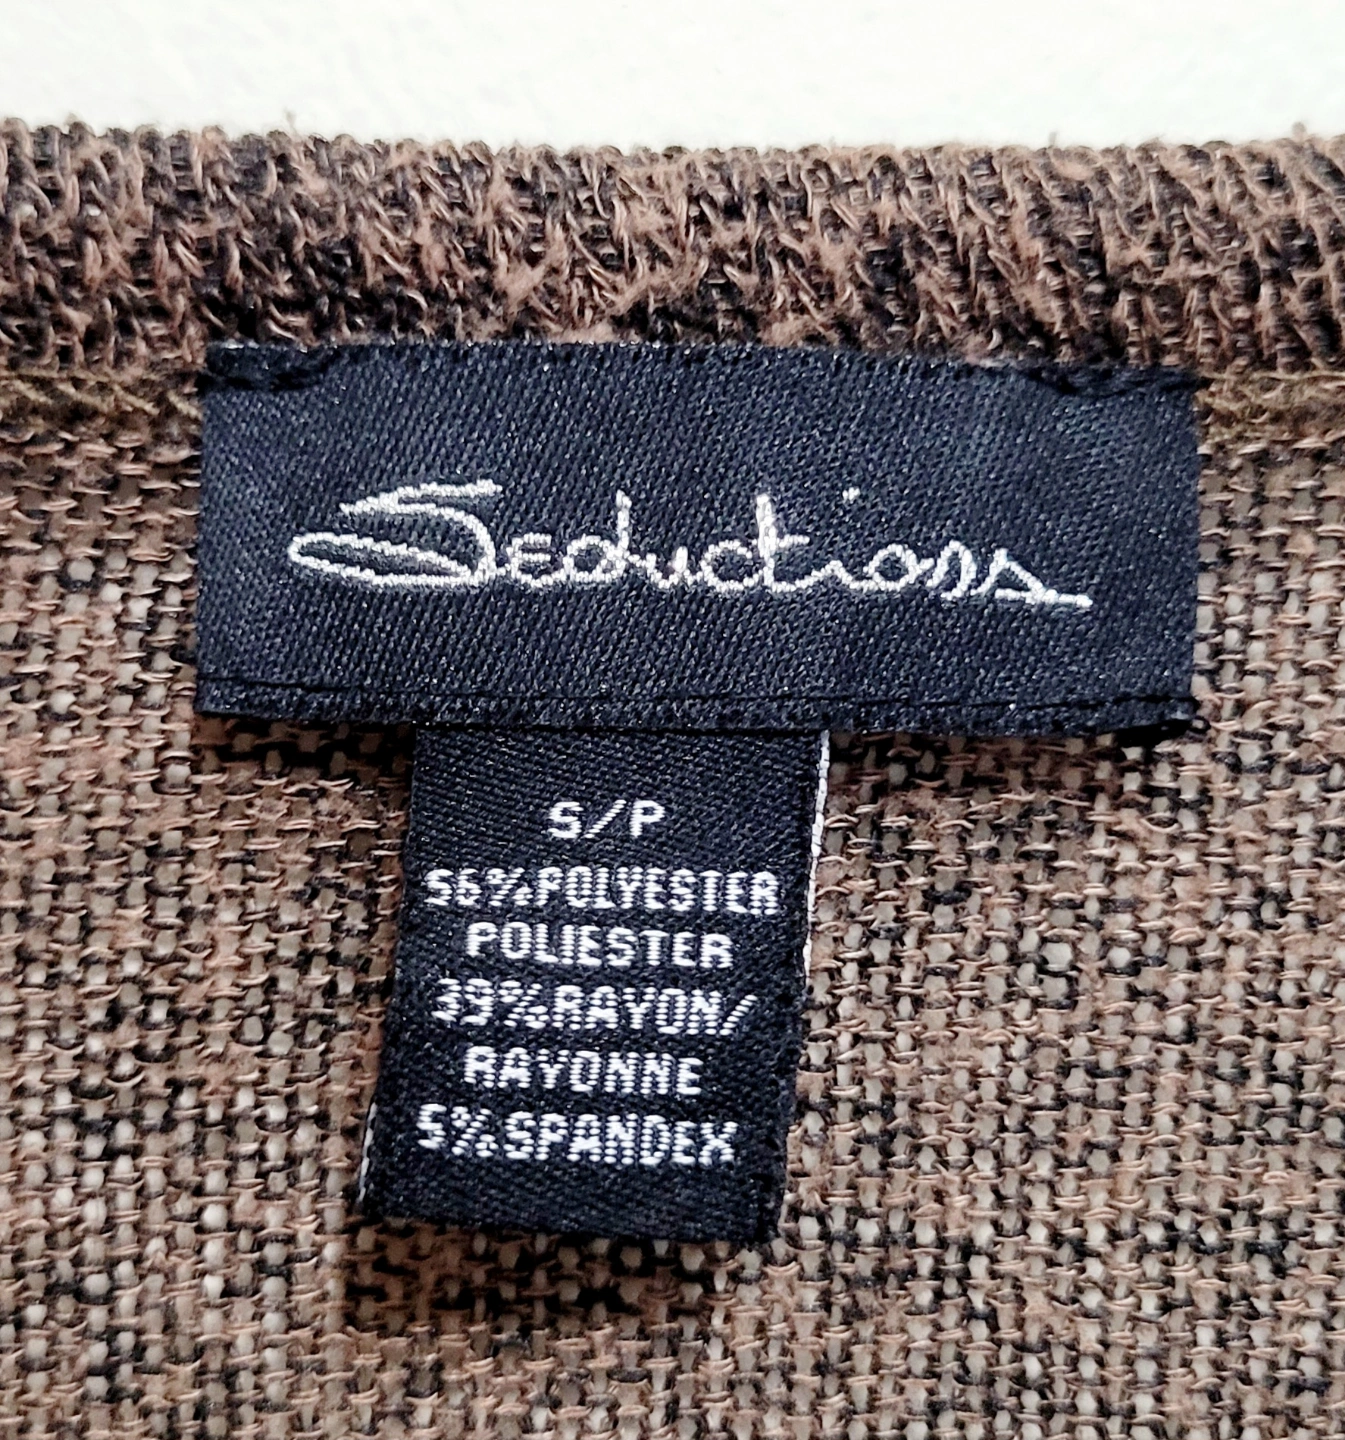 Seductions
S/P
56%POLYESTER
POLIESTER
39%RAYON/
RAYONNE
5%SPANDEX